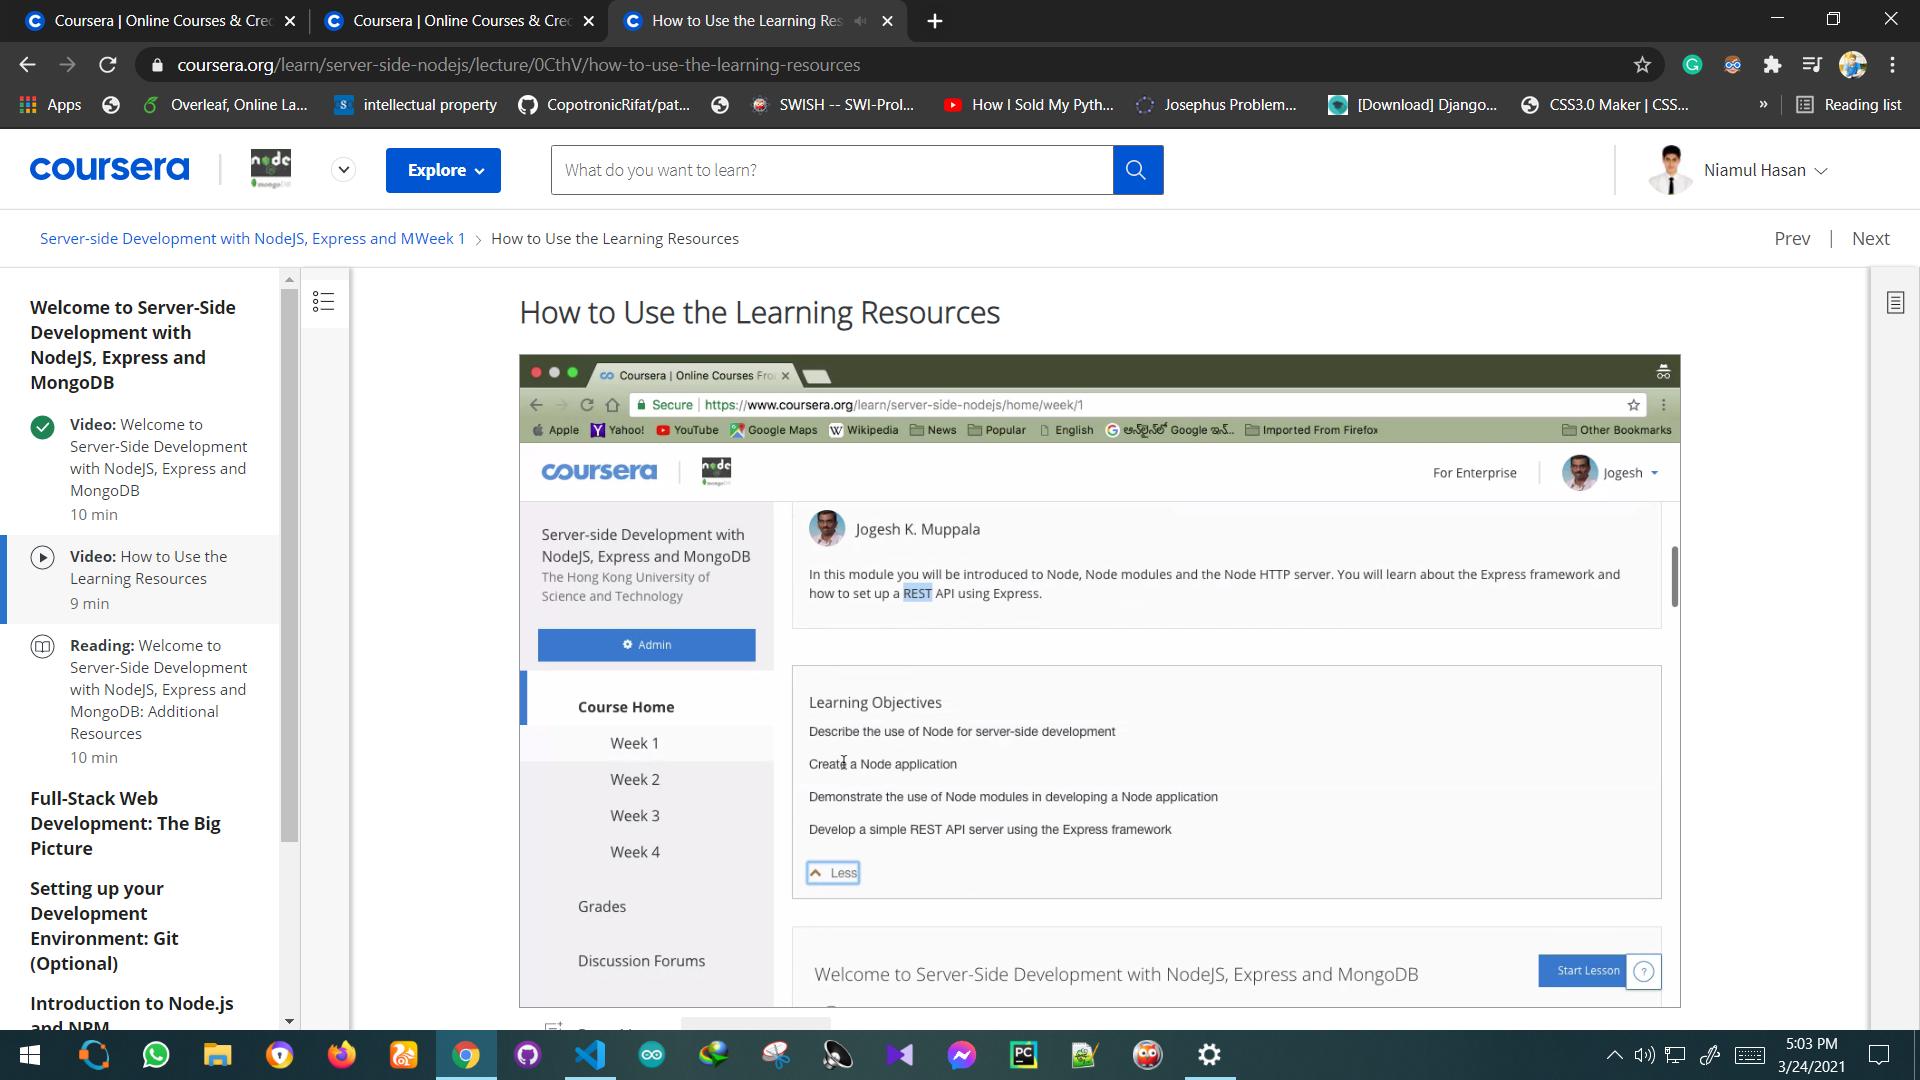 Coursera | Online Courses & Cre
Coursera | Online Courses & Cre
How to Use the Learning Res
coursera.org/learn/server-side-nodejs/lecture/0CthV/how-to-use-the-learning-resources
Apps
Overleaf, Online La...
intellectual property
CopotronicRifat/pat...
SWISH -- SWI-Prol...
How I Sold My Pyth...
Josephus Problem...
[Download] Django...
CSS3.0 Maker | CSS...
»
Reading list
coursera
node
Explore
What do you want to learn?
Niamul Hasan
Server-side Development with NodeJS, Express and MWeek 1 > How to Use the Learning Resources
Prev | Next
Welcome to Server-Side
Development with
NodeJS, Express and
MongoDB
Video: Welcome to
Server-Side Development
with NodeJS, Express and
MongoDB
10 min
Video: How to Use the
Learning Resources
9 min
Reading: Welcome to
Server-Side Development
with NodeJS, Express and
MongoDB: Additional
Resources
10 min
Full-Stack Web
Development: The Big
Picture
Setting up your
Development
Environment: Git
(Optional)
Introduction to Node.js
and NPM
How to Use the Learning Resources
Coursera | Online Courses Fro
Secure | https://www.coursera.org/learn/server-side-nodejs/home/week/1
Apple
Yahoo!
YouTube
Google Maps
Wikipedia
News
Popular
English
Imported From Firefox
Other Bookmarks
coursera
node
For Enterprise
Jogesh
Server-side Development with
NodeJS, Express and MongoDB
The Hong Kong University of
Science and Technology
Admin
Course Home
Week 1
Week 2
Week 3
Week 4
Grades
Discussion Forums
Jogesh K. Muppala
In this module you will be introduced to Node, Node modules and the Node HTTP server. You will learn about the Express framework and
how to set up a REST API using Express.
Learning Objectives
Describe the use of Node for server-side development
Create a Node application
Demonstrate the use of Node modules in developing a Node application
Develop a simple REST API server using the Express framework
Less
Welcome to Server-Side Development with NodeJS, Express and MongoDB
Start Lesson
?
5:03 PM
3/24/2021